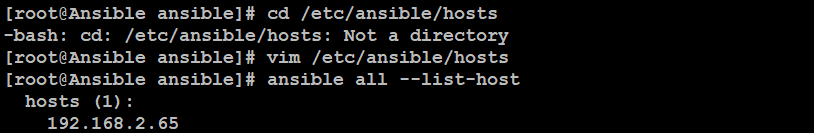 [root@Ansible ansible]# cd /etc/ansible/hosts
-bash: cd: /etc/ansible/hosts: Not a directory
[root@Ansible ansible]# vim /etc/ansible/hosts
[root@Ansible ansible]# ansible all --list-host
  hosts (1):
    192.168.2.65